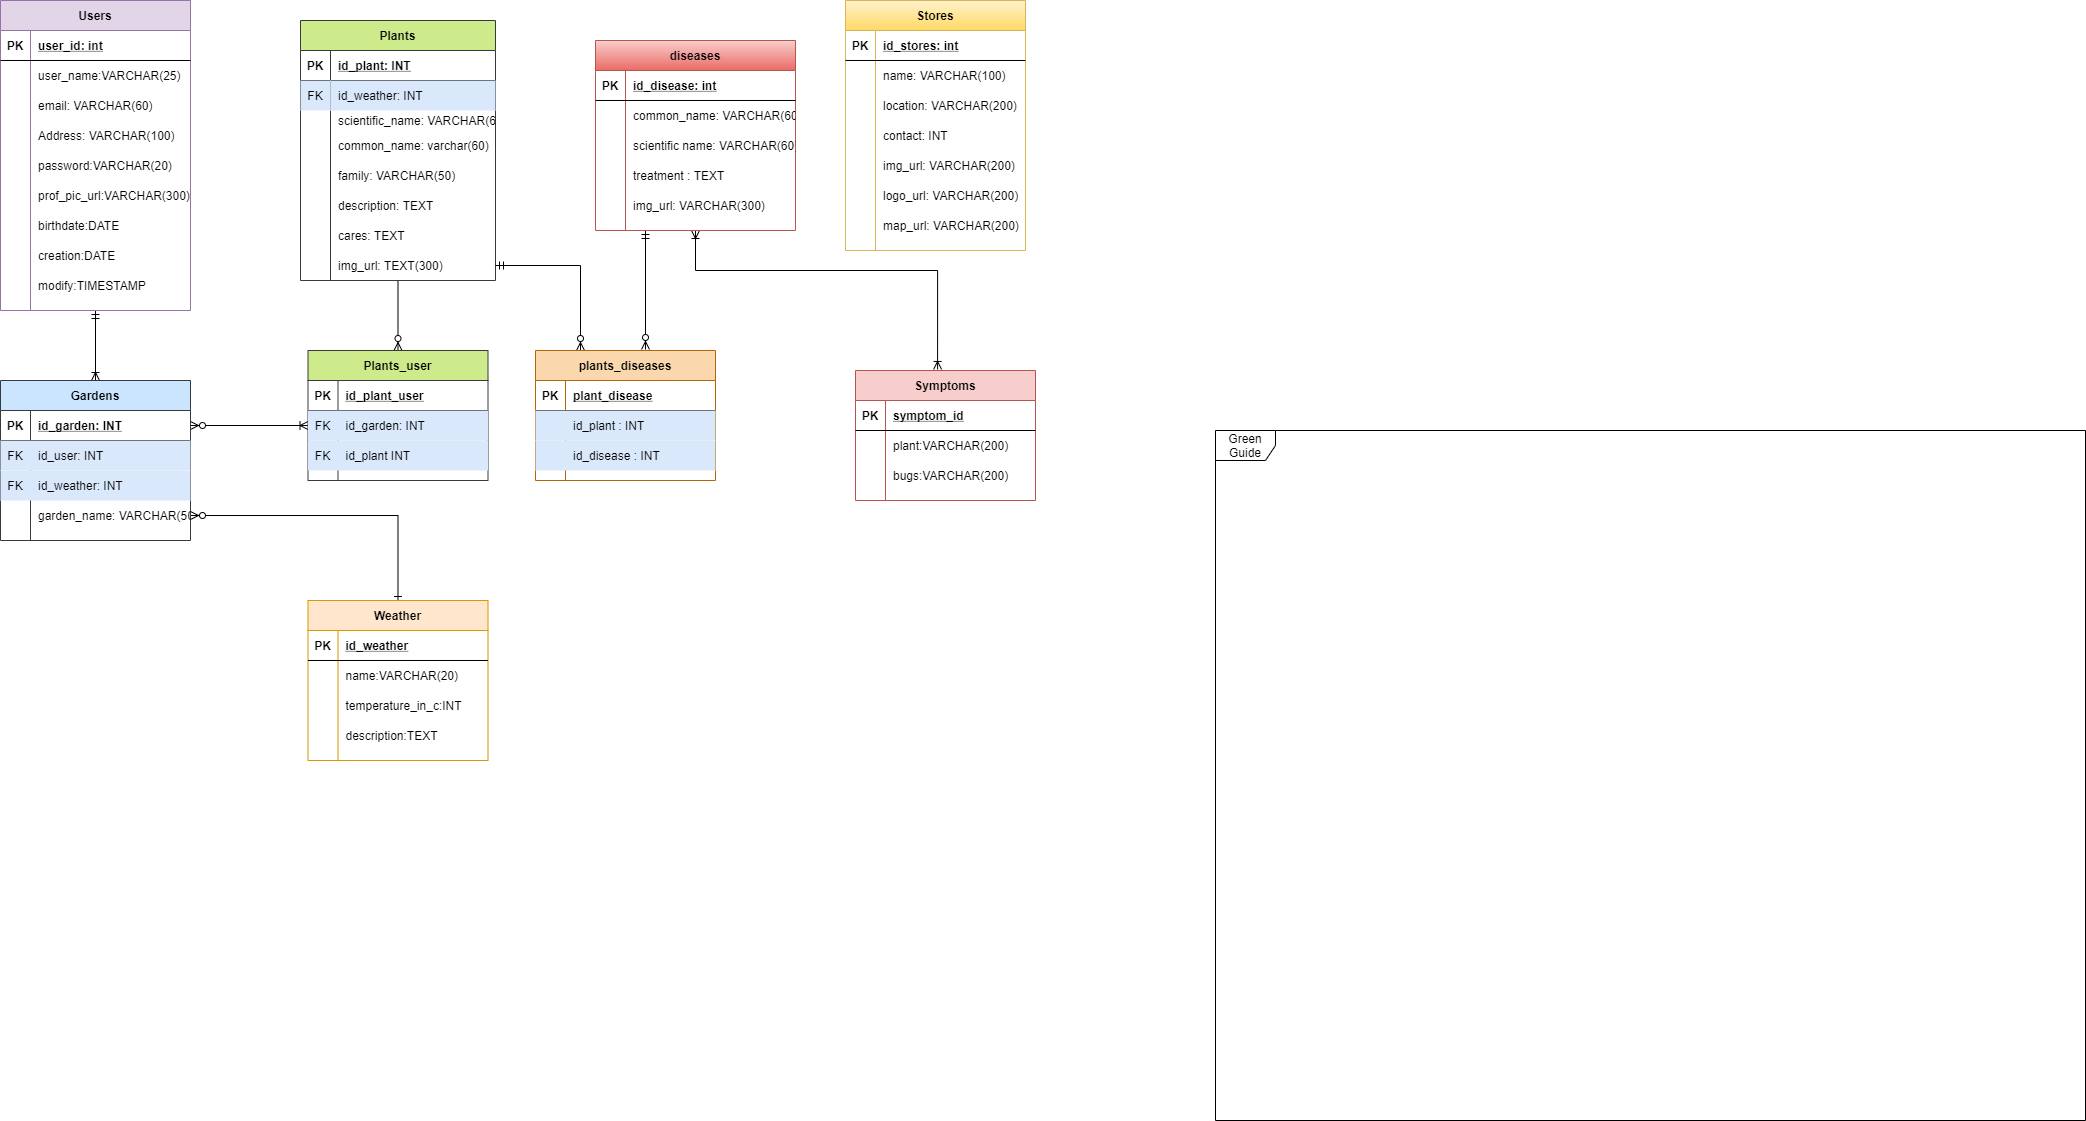 Users
PK user_id: int
user_name:VARCHAR(25)
email: VARCHAR(60)
Address: VARCHAR(100)
password:VARCHAR(20)
prof_pic_url:VARCHAR(300)
birthdate:DATE
creation:DATE
modify:TIMESTAMP
Plants
PK id_plant: INT
FK id_weather: INT
scientific_name: VARCHAR(6
common_name: varchar(60)
family: VARCHAR(50)
description: TEXT
cares: TEXT
img_url: TEXT(300)
diseases
PK id_disease: int
common_name: VARCHAR(60
scientific name: VARCHAR(60
treatment : TEXT
img_url: VARCHAR(300)
Stores
PK id_stores: int
name: VARCHAR(100)
location: VARCHAR(200)
contact: INT
img_url: VARCHAR(200)
logo_url: VARCHAR(200)
map_url: VARCHAR(200)
Gardens
PK id_garden: INT
FK id_user: INT
FK id_weather: INT
garden_name: VARCHAR(50
Plants_user
PK id_plant_user
FK id_garden: INT
FK id_plant INT
plants_diseases
PK plant_disease
id_plant : INT
id_disease : INT
Symptoms
PK symptom_id
plant:VARCHAR(200)
bugs:VARCHAR(200)
Green
Guide
Weather
PK id_weather
name:VARCHAR(20)
temperature_in_c:INT
description:TEXT